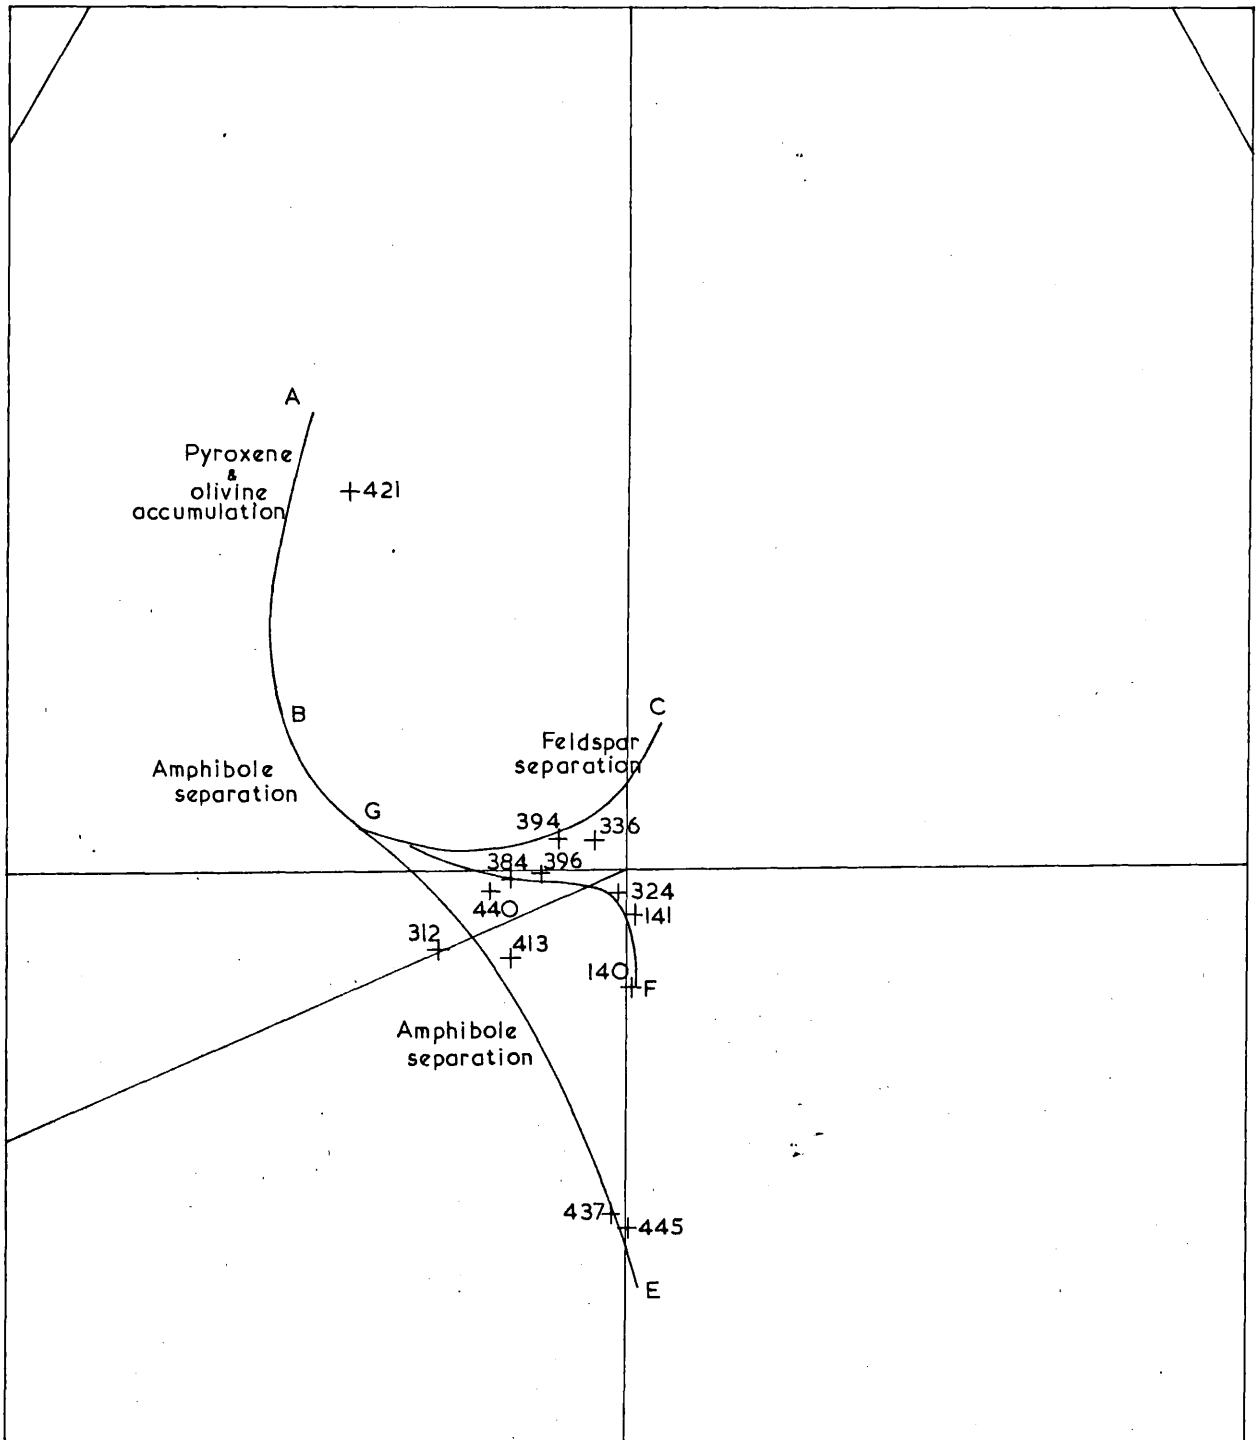 A
Pyroxene
&
olivine
accumulation
421
B
C
Feldspar
separation
Amphibole
separation
G
394
336
384
396
324
440
141
312
413
140
F
Amphibole
separation
437
445
E